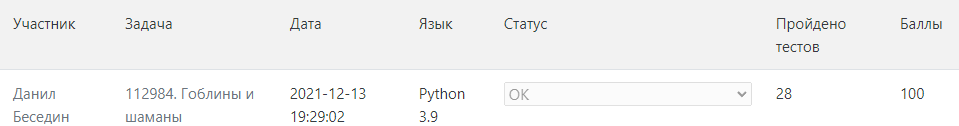 Участник Задача Дата Язык Статус Пройдено тестов Баллы
Данил Беседин 112984. Гоблины и шаманы 2021-12-13 19:29:02 Python 3.9 OK 28 100